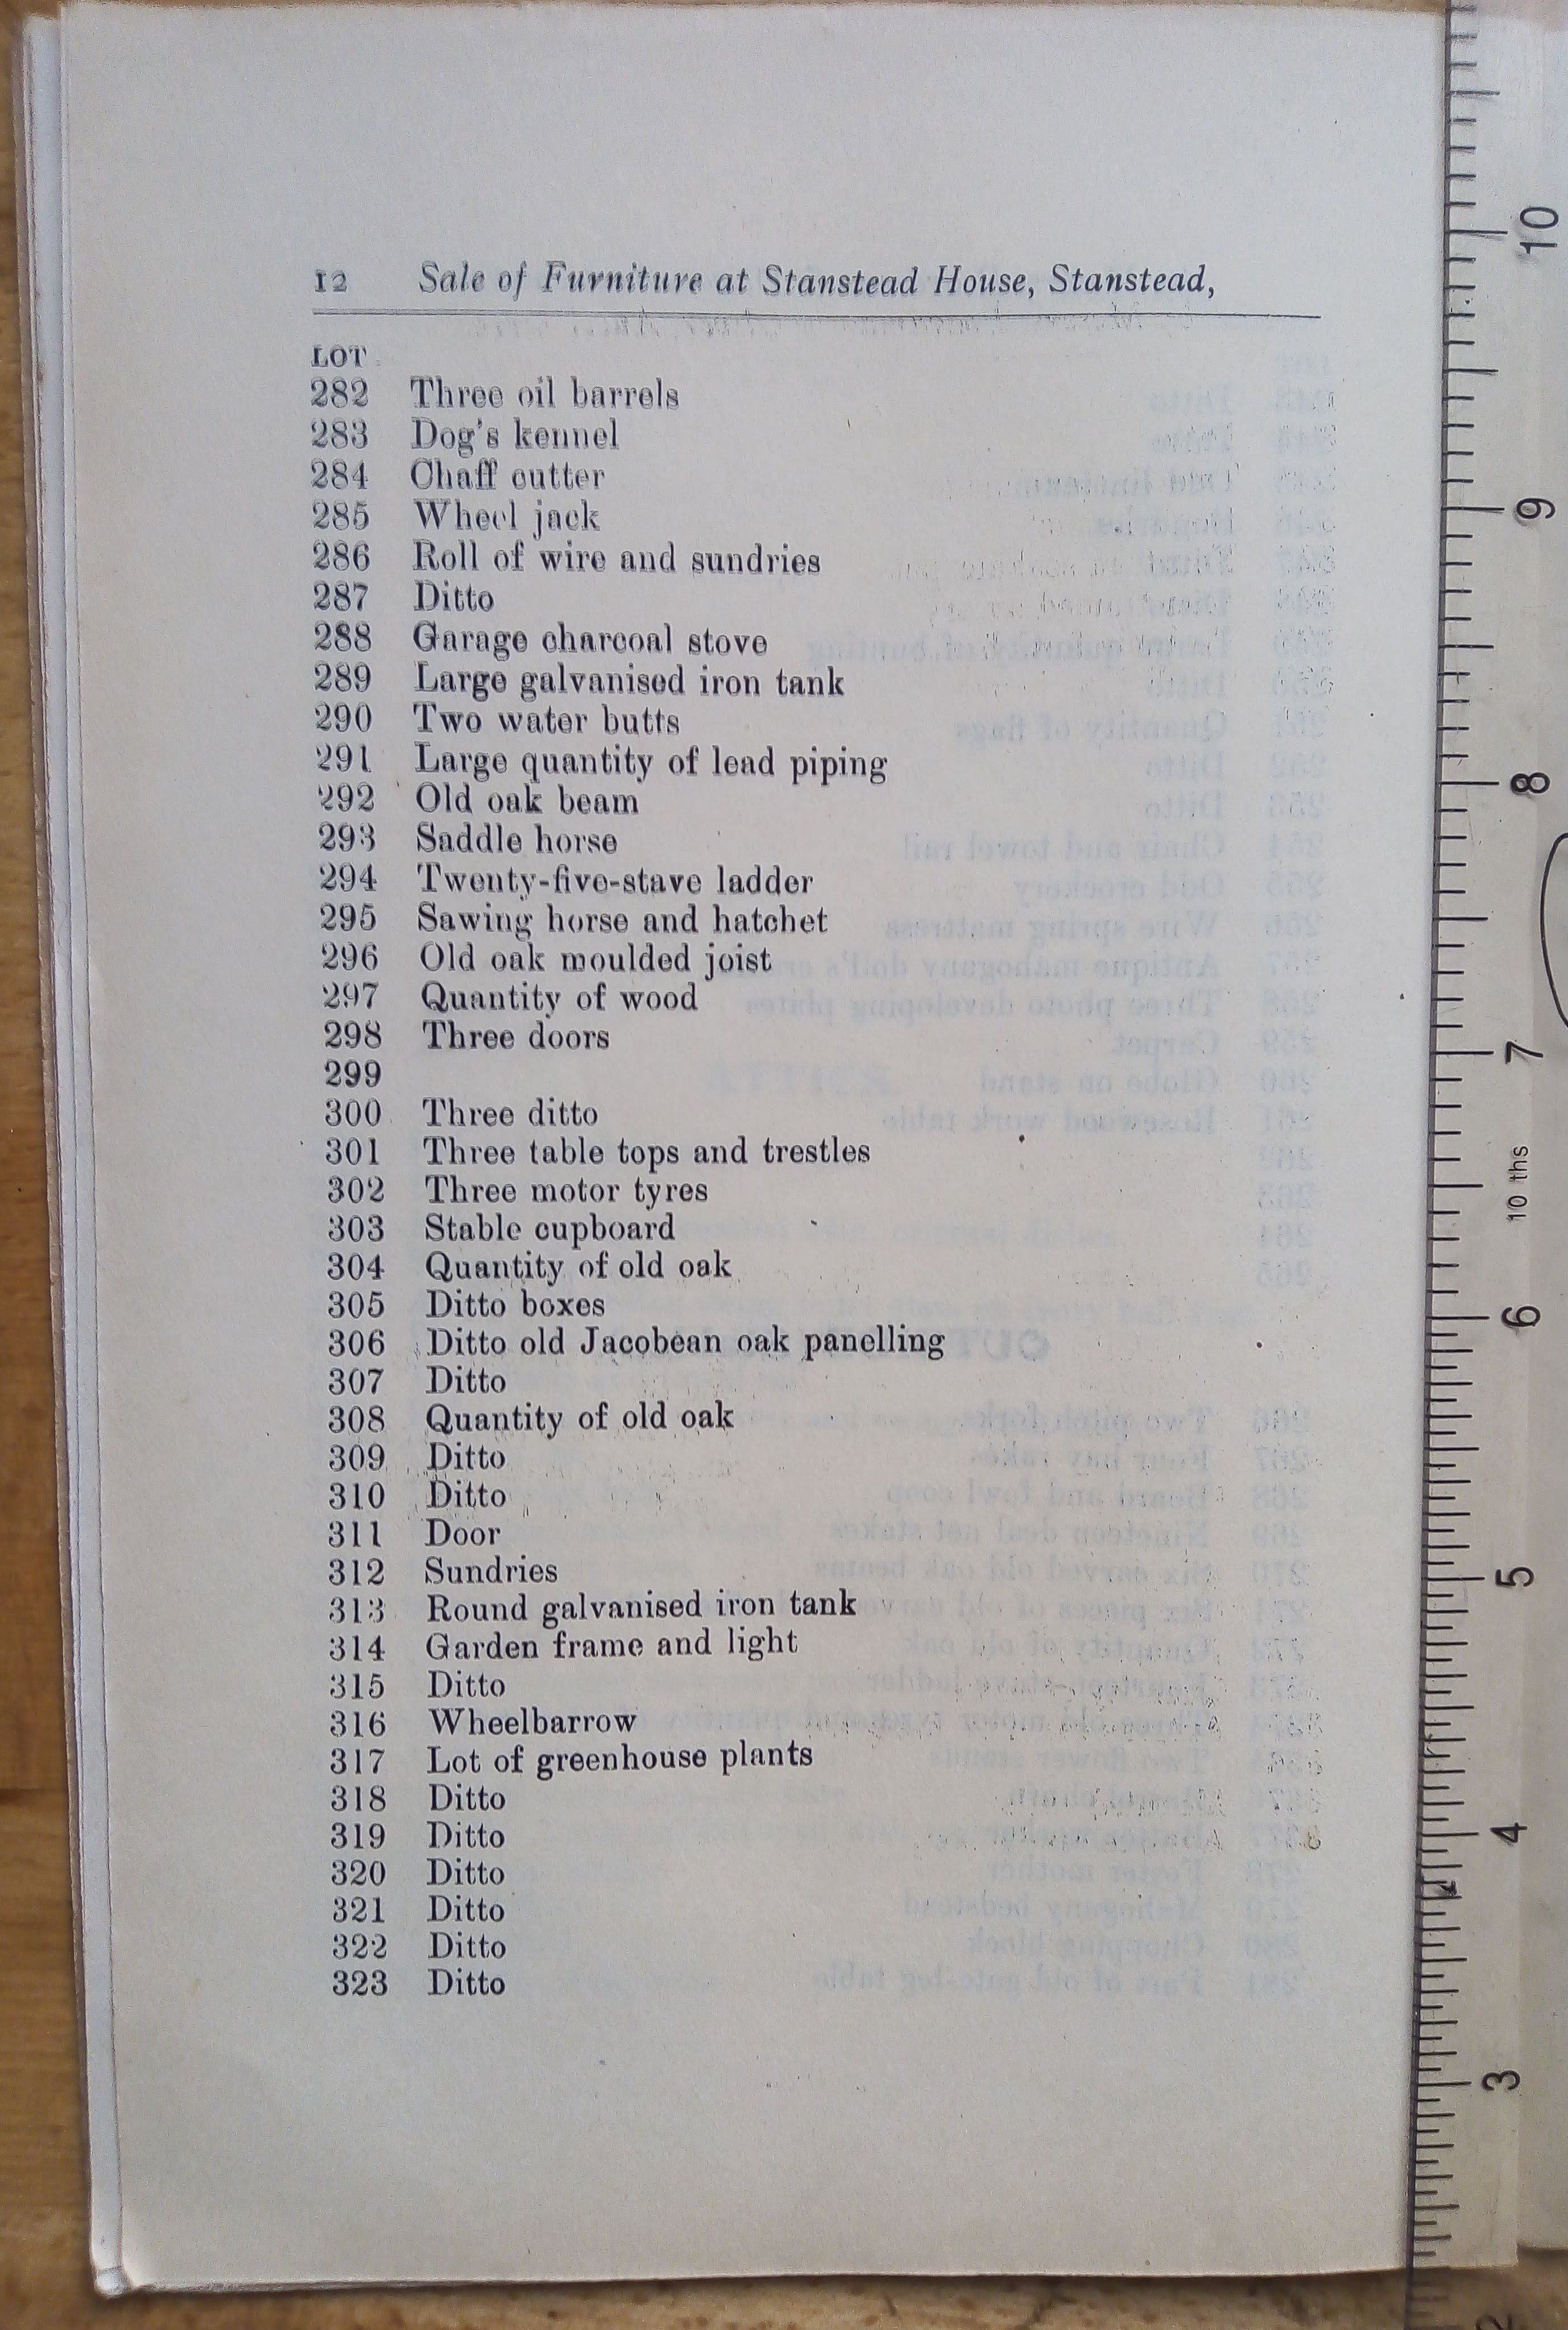 12 Sale of Furniture at Stanstead House, Stanstead,
LOT
282 Three oil barrels
283 Dog's kennel
284 Chaff cutter
285 Wheel jack
286 Roll of wire and sundries
287 Ditto
288 Garage charcoal stove
289 Large galvanised iron tank
290 Two water butts
291 Large quantity of lead piping
292 Old oak beam
293 Saddle horse
294 Twenty-five-stave ladder
295 Sawing horse and hatchet
296 Old oak moulded joist
297 Quantity of wood
298 Three doors
299
300 Three ditto
301 Three table tops and trestles
302 Three motor tyres
303 Stable cupboard
304 Quantity of old oak
305 Ditto boxes
306 Ditto old Jacobean oak panelling
307 Ditto
308 Quantity of old oak
309 Ditto
310 Ditto
311 Door
312 Sundries
313 Round galvanised iron tank
314 Garden frame and light
315 Ditto
316 Wheelbarrow
317 Lot of greenhouse plants
318 Ditto
319 Ditto
320 Ditto
321 Ditto
322 Ditto
323 Ditto
10
9
8
7
10 ths
6
5
4
3
2